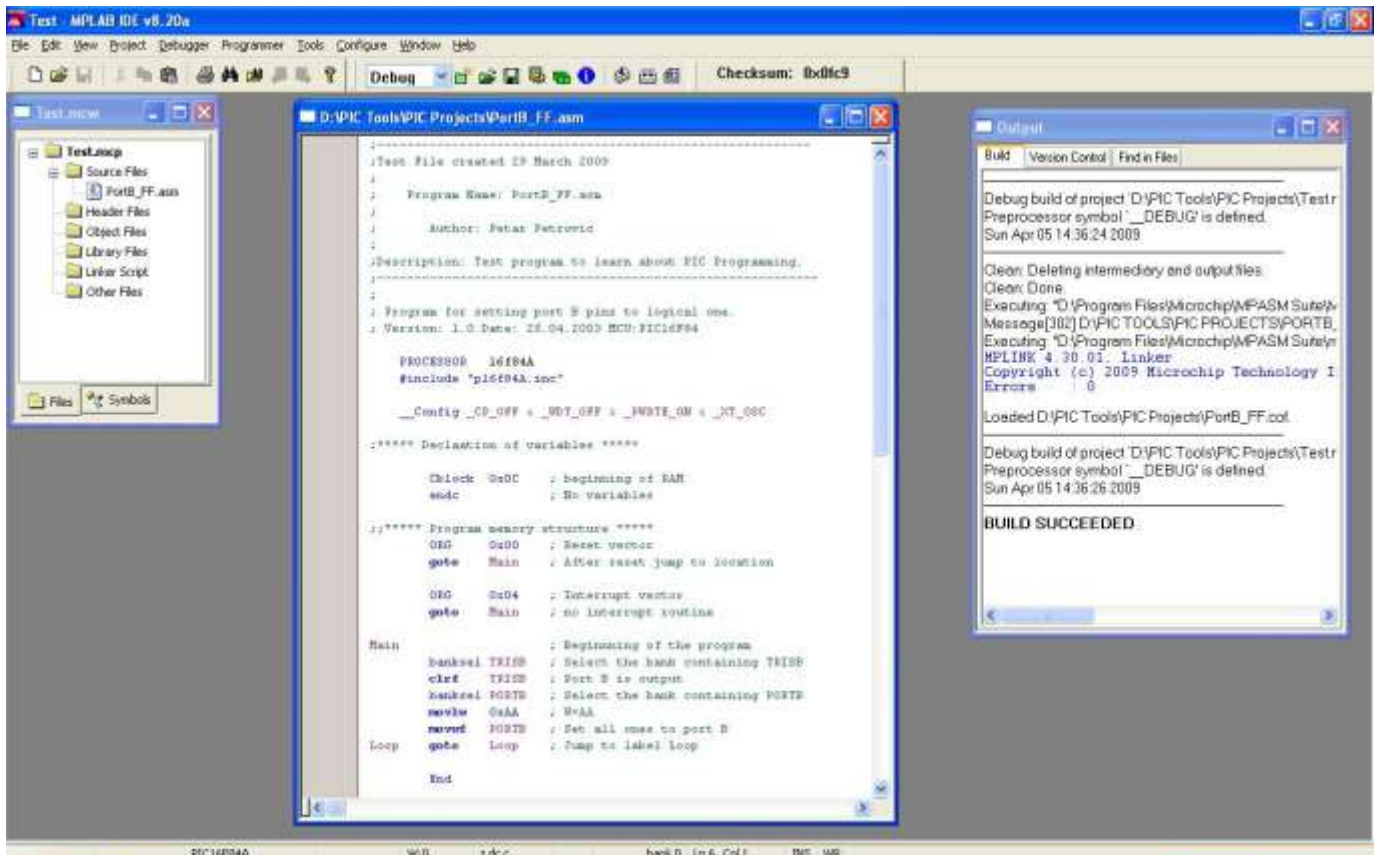 Test - MPLAB IDE v8.20a
File Edit View Project Debugger Programmer Tools Configure Window Help
Debug
Checksum: 0x0fc9
Test.mcw
Test.mcp
Source Files
PortB_FF.asm
Header Files
Object Files
Library Files
Linker Script
Other Files
Files Symbols
D:\PIC Tools\PIC Projects\PortB_FF.asm
;Test File created 29 March 2009
;
; Program Name: PortB_FF.asm
;
; Author: Petar Petrovic
;
;Description: Test program to learn about PIC Programming.
;
; Program for setting port B pins to logical one.
; Version: 1.0 Date: MCU:PIC16F84
PROCESSOR 16f84A
#include "p16f84A.inc"
__Config _CP_OFF & _WDT_OFF & _PWRTE_ON & _XT_OSC
;***** of variables *****
Cblock 0x0C ; beginning of RAM
endc ; No variables
;;***** Program memory structure *****
ORG 0x00 ; Reset vector
goto Main ; After reset jump to location
ORG 0x04 ; Interrupt vector
goto Main ; no interrupt routine
Main ; Beginning of the program
banksel TRISB ; Select the bank containing TRISB
clrf TRISB ; Port B is output
banksel PORTB ; Select the bank containing PORTB
movlw 0xAA ; W=AA
movwf PORTB ; Set all ones to port B
Loop goto Loop ; Jump to label Loop
End
Output
Build Version Control Find in Files
Debug build of project `D:\PIC Tools\PIC Projects\Test.r
Preprocessor symbol `__DEBUG' is defined.
Sun Apr 05 14:36:24 2009
Clean: Deleting intermediary and output files.
Clean: Done.
Executing: "D:\Program Files\Microchip\MPASM Suite\M
Message[302] D:\PIC TOOLS\PIC PROJECTS\PORTB_
Executing: "D:\Program Files\Microchip\MPASM Suite\m
MPLINK 4.30.01, Linker
Copyright (c) 2009 Microchip Technology I
Errors : 0
Loaded D:\PIC Tools\PIC Projects\PortB_FF.cof.
Debug build of project `D:\PIC Tools\PIC Projects\Test.r
Preprocessor symbol `__DEBUG' is defined.
Sun Apr 05 14:36:26 2009
BUILD SUCCEEDED